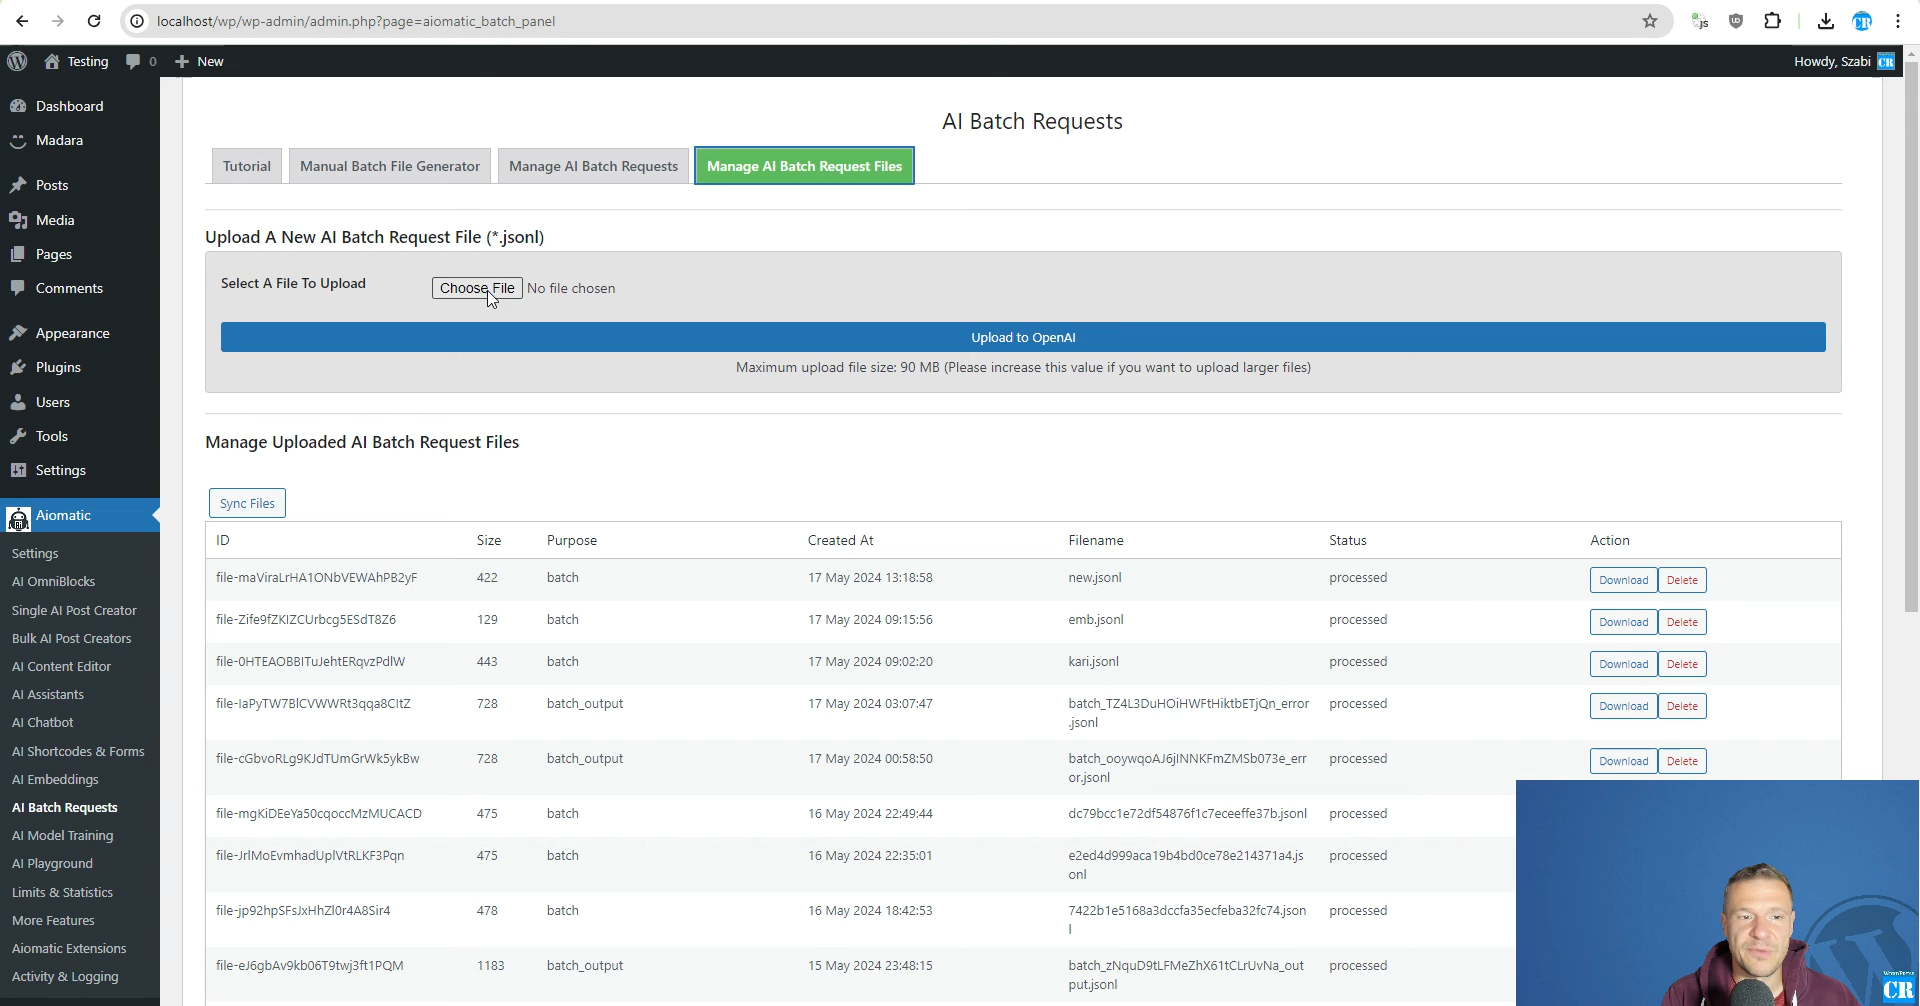 localhost/wp/wp-admin/admin.php?page=aiomatic_batch_panel
Testing
0
New
Howdy, Szabi
CR
Dashboard
Madara
Posts
Media
Pages
Comments
Appearance
Plugins
Users
Tools
Settings
Aiomatic
Settings
AI OmniBlocks
Single AI Post Creator
Bulk AI Post Creators
AI Content Editor
AI Assistants
AI Chatbot
AI Shortcodes & Forms
AI Embeddings
AI Batch Requests
AI Model Training
AI Playground
Limits & Statistics
More Features
Aiomatic Extensions
Activity & Logging
AI Batch Requests
Tutorial
Manual Batch File Generator
Manage AI Batch Requests
Manage AI Batch Request Files
Upload A New AI Batch Request File (*.jsonl)
Select A File To Upload
Choose File No file chosen
Upload to OpenAI
Maximum upload file size: 90 MB (Please increase this value if you want to upload larger files)
Manage Uploaded AI Batch Request Files
Sync Files
ID Size Purpose Created At Filename Status Action
file-maViraLrHA1ONbVEWAhPB2yF 422 batch 17 May 2024 13:18:58 new.jsonl processed Download Delete
file-Zife9fZKIZCUrbcg5ESdT8Z6 129 batch 17 May 2024 09:15:56 emb.jsonl processed Download Delete
file-0HTEAOBBITuJehtERqvzPdlW 443 batch 17 May 2024 09:02:20 kari.jsonl processed Download Delete
file-IaPyTW7BlCVWWRt3qqa8CItZ 728 batch_output 17 May 2024 03:07:47 batch_TZ4L3DuHOiHWFtHiktbETjQn_error processed Download Delete
.jsonl
file-cGbvoRLg9KJdTUmGrWk5ykBw 728 batch_output 17 May 2024 00:58:50 batch_ooywqoAJ6jINNKFmZMSb073e_err processed Download Delete
or.jsonl
file-mgKiDEeYa50cqoccMzMUCACD 475 batch 16 May 2024 22:49:44 dc79bcc1e72df54876f1c7eceeffe37b.jsonl processed
file-JrlMoEvmhadUplVtRLKF3Pqn 475 batch 16 May 2024 22:35:01 e2ed4d999aca19b4bd0ce78e214371a4.js processed
onl
file-jp92hpSFsJxHhZl0r4A8Sir4 478 batch 16 May 2024 18:42:53 7422b1e5168a3dccfa35ecfeba32fc74.json processed
l
file-eJ6gbAv9kb06T9twj3ft1PQM 1183 batch_output 15 May 2024 23:48:15 batch_zNquD9tLFMeZhX61tCLrUvNa_out processed
put.jsonl
WORDPRESS
CR